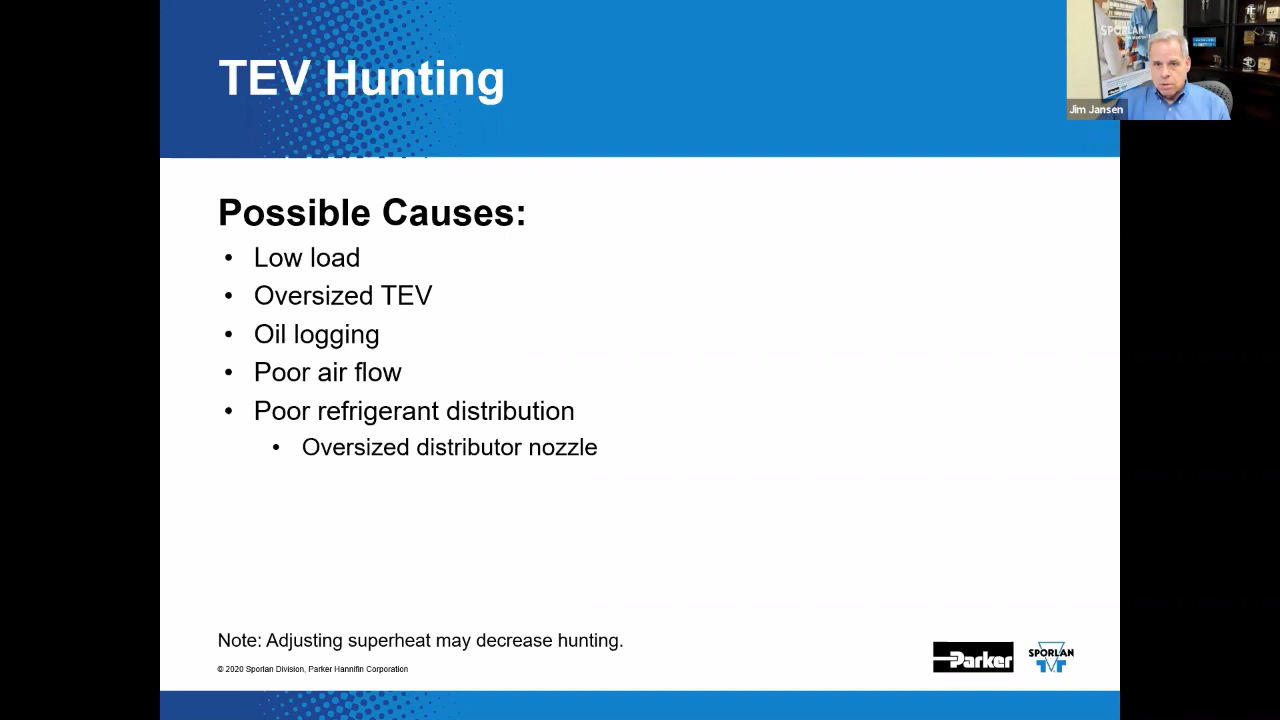 TEV Hunting
SPORLAN
Jim Jansen
Possible Causes:
• Low load
• Oversized TEV
• Oil logging
• Poor air flow
• Poor refrigerant distribution
• Oversized distributor nozzle
Note: Adjusting superheat may decrease hunting.
© 2020 Sporlan Division, Parker Hannifin Corporation
Parker
SPORLAN